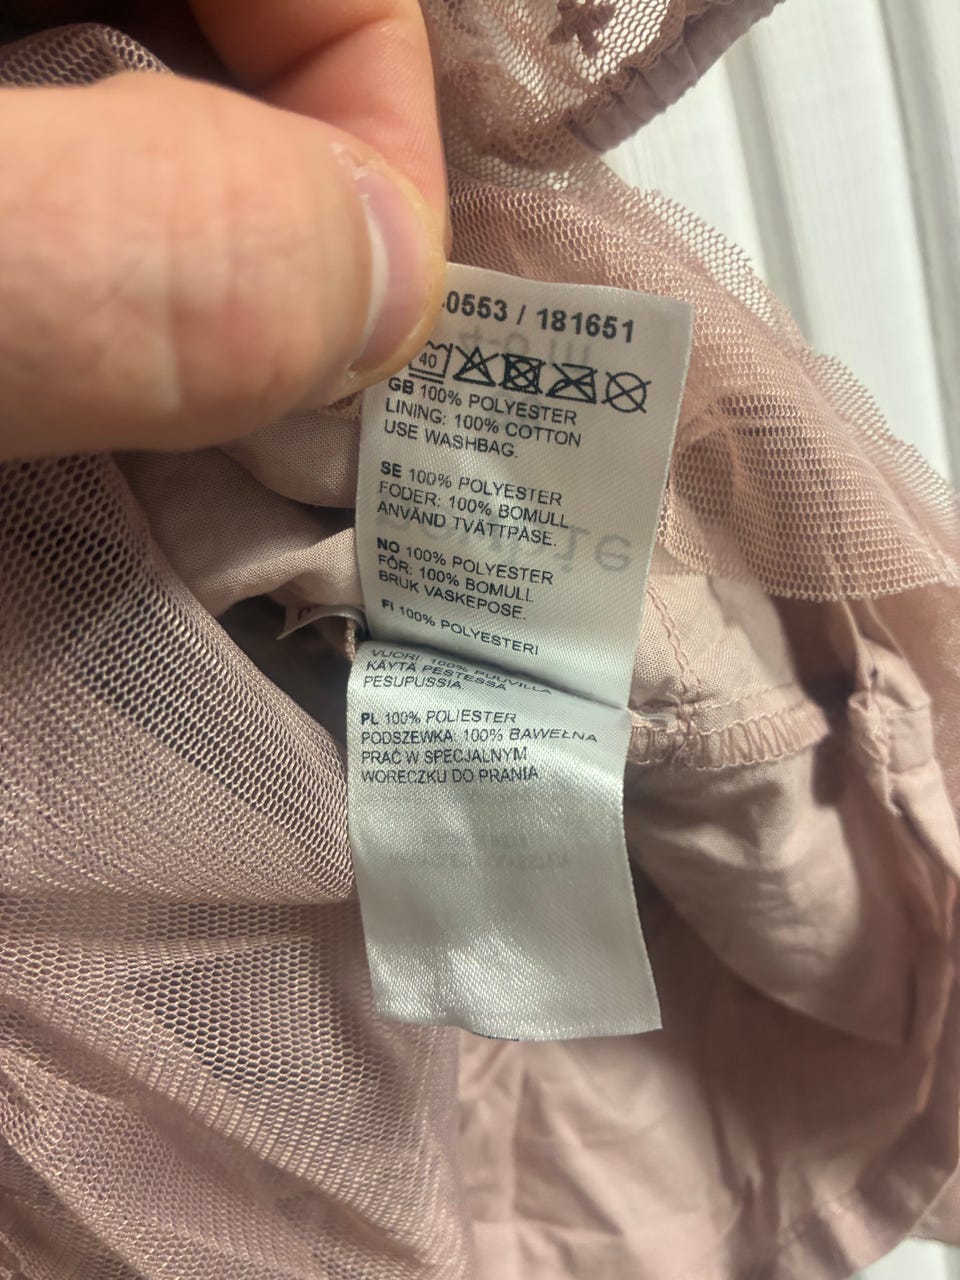 0553 / 181651
40
GB 100% POLYESTER
LINING: 100% COTTON
USE WASHBAG.
SE 100% POLYESTER
FODER: 100% BOMULL
ANVÄND TVÄTTPÅSE.
NO 100% POLYESTER
FÔR: 100% BOMULL
BRUK VASKEPOSE.
FI 100% POLYESTERI
VUORI: 100% PUUVILLA
KÄYTÄ PESTESSÄ
PESUPUSSIA.
PL 100% POLIESTER
PODSZEWKA: 100% BAWEŁNA
PRAĆ W SPECJALNYM
WORECZKU DO PRANIA